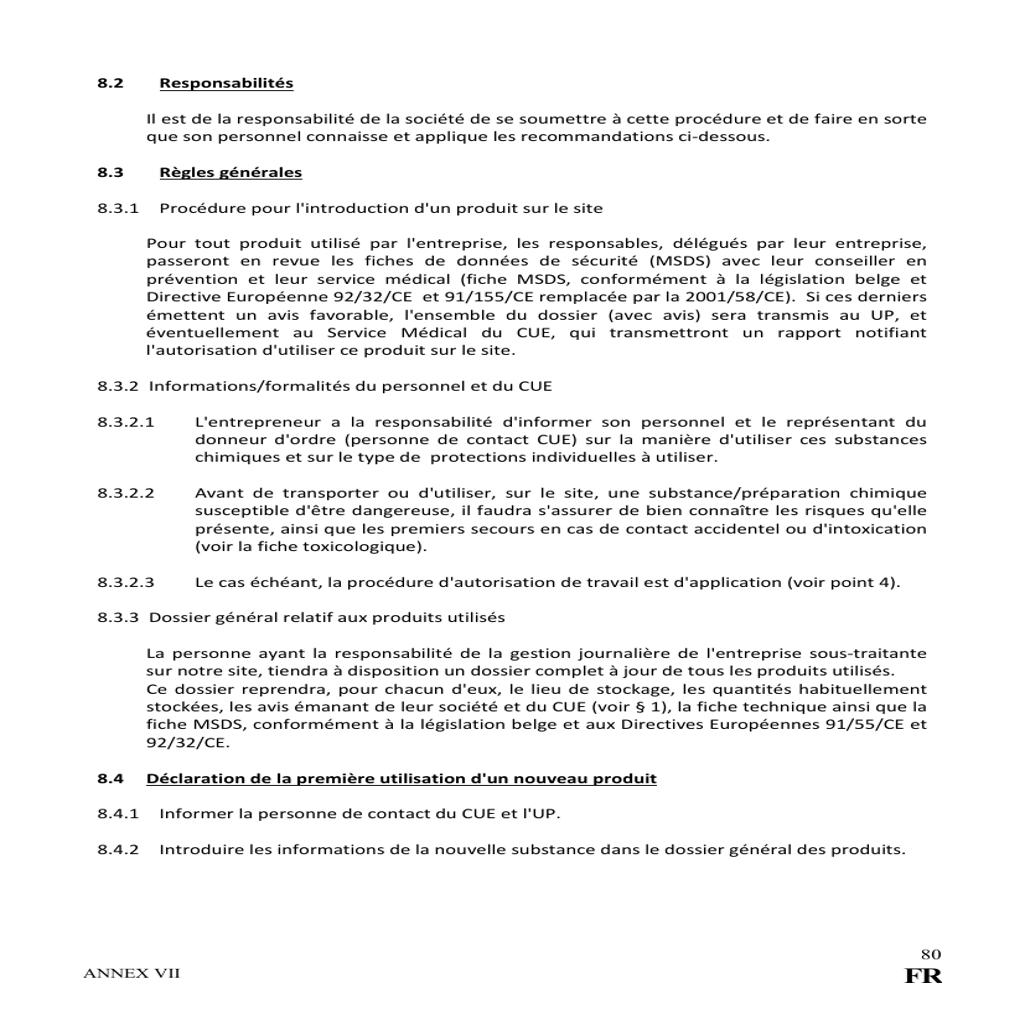 8.2 Responsabilités
Il est de la responsabilité de la société de se soumettre à cette procédure et de faire en sorte
que son personnel connaisse et applique les recommandations ci-dessous.
8.3 Règles générales
8.3.1 Procédure pour l'introduction d'un produit sur le site
Pour tout produit utilisé par l'entreprise, les responsables, délégués par leur entreprise,
passeront en revue les fiches de données de sécurité (MSDS) avec leur conseiller en
prévention et leur service médical (fiche MSDS, conformément à la législation belge et
Directive Européenne 92/32/CE et 91/155/CE remplacée par la 2001/58/CE). Si ces derniers
émettent un avis favorable, l'ensemble du dossier (avec avis) sera transmis au UP, et
éventuellement au Service Médical du CUE, qui transmettront un rapport notifiant
l'autorisation d'utiliser ce produit sur le site.
8.3.2 Informations/formalités du personnel et du CUE
8.3.2.1 L'entrepreneur a la responsabilité d'informer son personnel et le représentant du
donneur d'ordre (personne de contact CUE) sur la manière d'utiliser ces substances
chimiques et sur le type de protections individuelles à utiliser.
8.3.2.2 Avant de transporter ou d'utiliser, sur le site, une substance/préparation chimique
susceptible d'être dangereuse, il faudra s'assurer de bien connaître les risques qu'elle
présente, ainsi que les premiers secours en cas de contact accidentel ou d'intoxication
(voir la fiche toxicologique).
8.3.2.3 Le cas échéant, la procédure d'autorisation de travail est d'application (voir point 4).
8.3.3 Dossier général relatif aux produits utilisés
La personne ayant la responsabilité de la gestion journalière de l'entreprise sous-traitante
sur notre site, tiendra à disposition un dossier complet à jour de tous les produits utilisés.
Ce dossier reprendra, pour chacun d'eux, le lieu de stockage, les quantités habituellement
stockées, les avis émanant de leur société et du CUE (voir § 1), la fiche technique ainsi que la
fiche MSDS, conformément à la législation belge et aux Directives Européennes 91/55/CE et
92/32/CE.
8.4 Déclaration de la première utilisation d'un nouveau produit
8.4.1 Informer la personne de contact du CUE et l'UP.
8.4.2 Introduire les informations de la nouvelle substance dans le dossier général des produits.
80
ANNEX VII FR